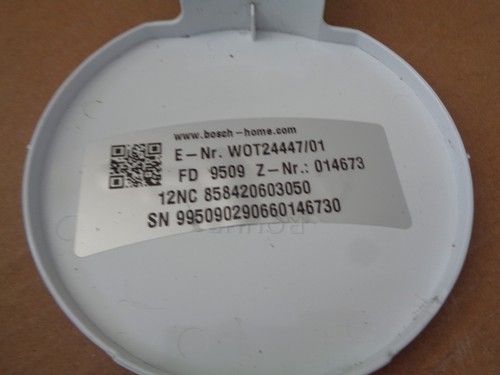 www.bosch-home.com
E-Nr. WOT24447/01
FD 9509 Z-Nr.: 014673
12NC 858420603050
SN 995090290660146730